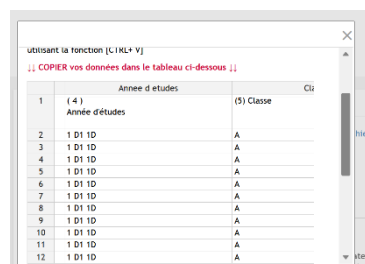 utilisant la fonction [CTRL+ V]
↓↓ COPIER vos données dans le tableau ci-dessous ↓↓
Annee d etudes Cla
1 ( 4 ) (5) Classe
Année d'études
2 1 D1 1D A
3 1 D1 1D A
4 1 D1 1D A
5 1 D1 1D A
6 1 D1 1D A
7 1 D1 1D A
8 1 D1 1D A
9 1 D1 1D A
10 1 D1 1D A
11 1 D1 1D A
12 1 D1 1D A